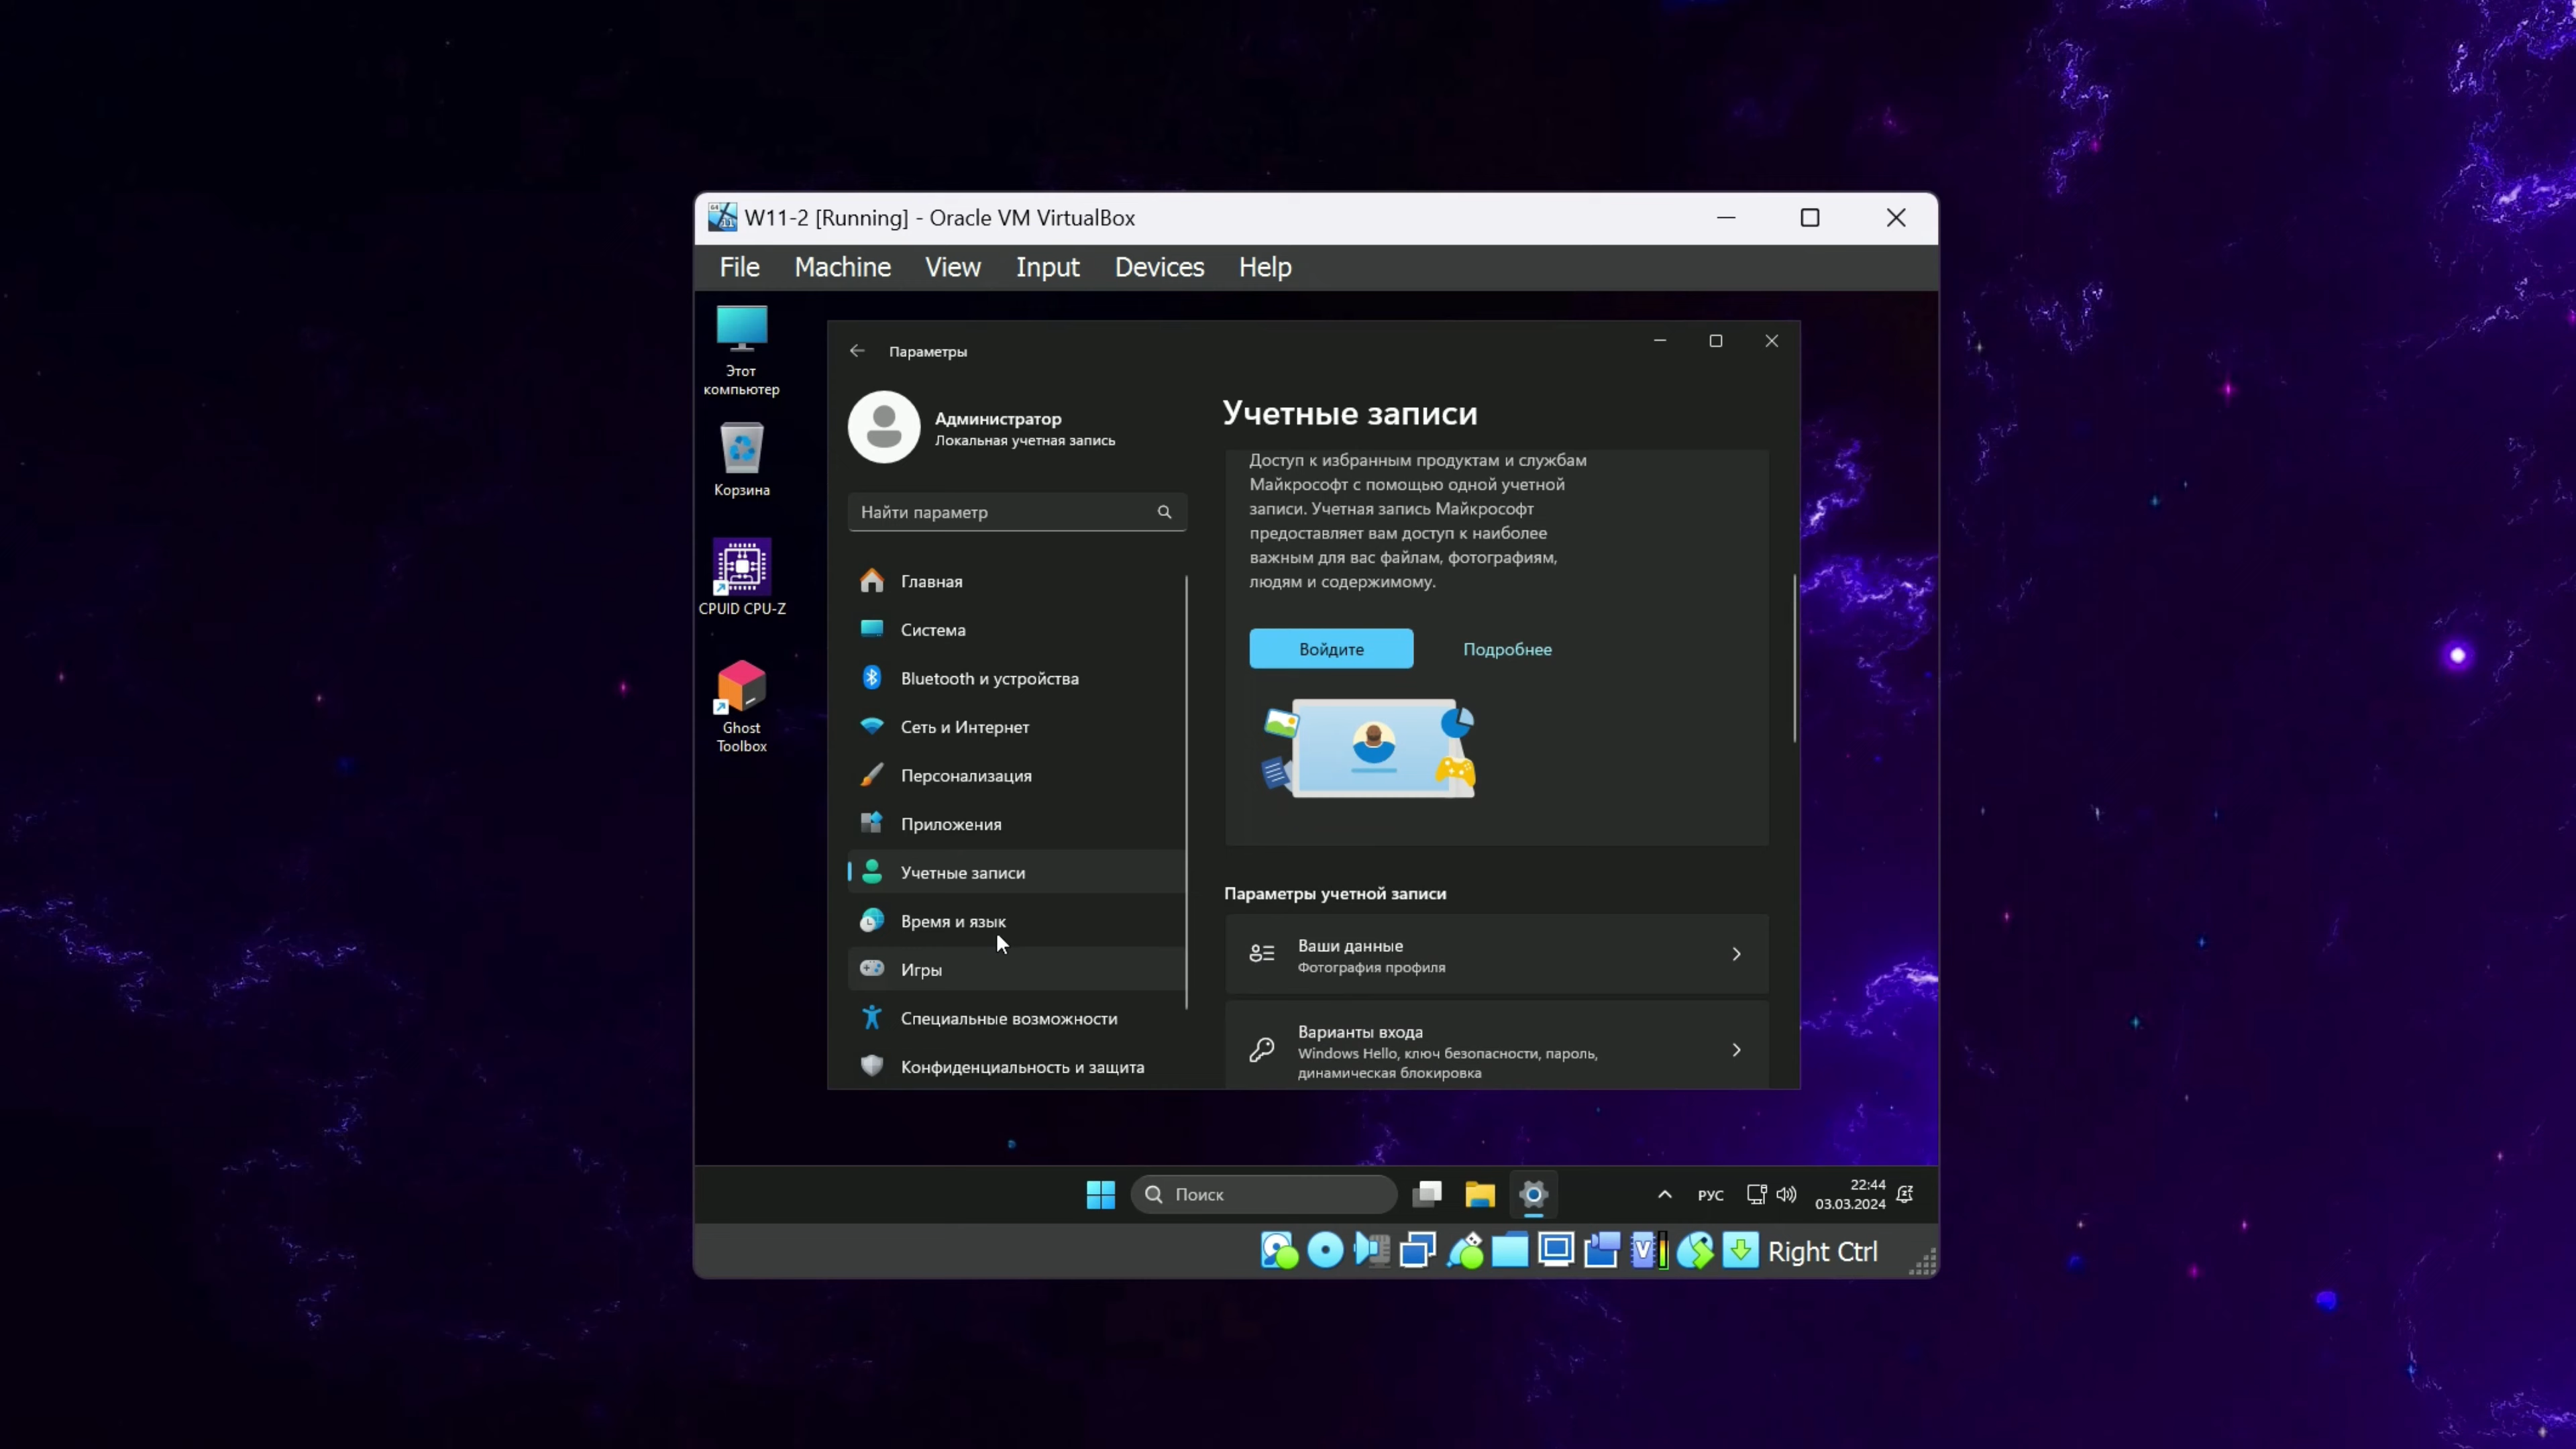 W11-2 [Running] - Oracle VM VirtualBox
File Machine View Input Devices Help
Этот
компьютер
Корзина
CPUID CPU-Z
Ghost
Toolbox
Параметры
Администратор
Локальная учетная запись
Найти параметр
Главная
Система
Bluetooth и устройства
Сеть и Интернет
Персонализация
Приложения
Учетные записи
Время и язык
Игры
Специальные возможности
Конфиденциальность и защита
Учетные записи
Доступ к избранным продуктам и службам
Майкрософт с помощью одной учетной
записи. Учетная запись Майкрософт
предоставляет вам доступ к наиболее
важным для вас файлам, фотографиям,
людям и содержимому.
Войдите Подробнее
Параметры учетной записи
Ваши данные
Фотография профиля
Варианты входа
Windows Hello, ключ безопасности, пароль,
динамическая блокировка
Поиск
РУС
22:44
03.03.2024
Right Ctrl